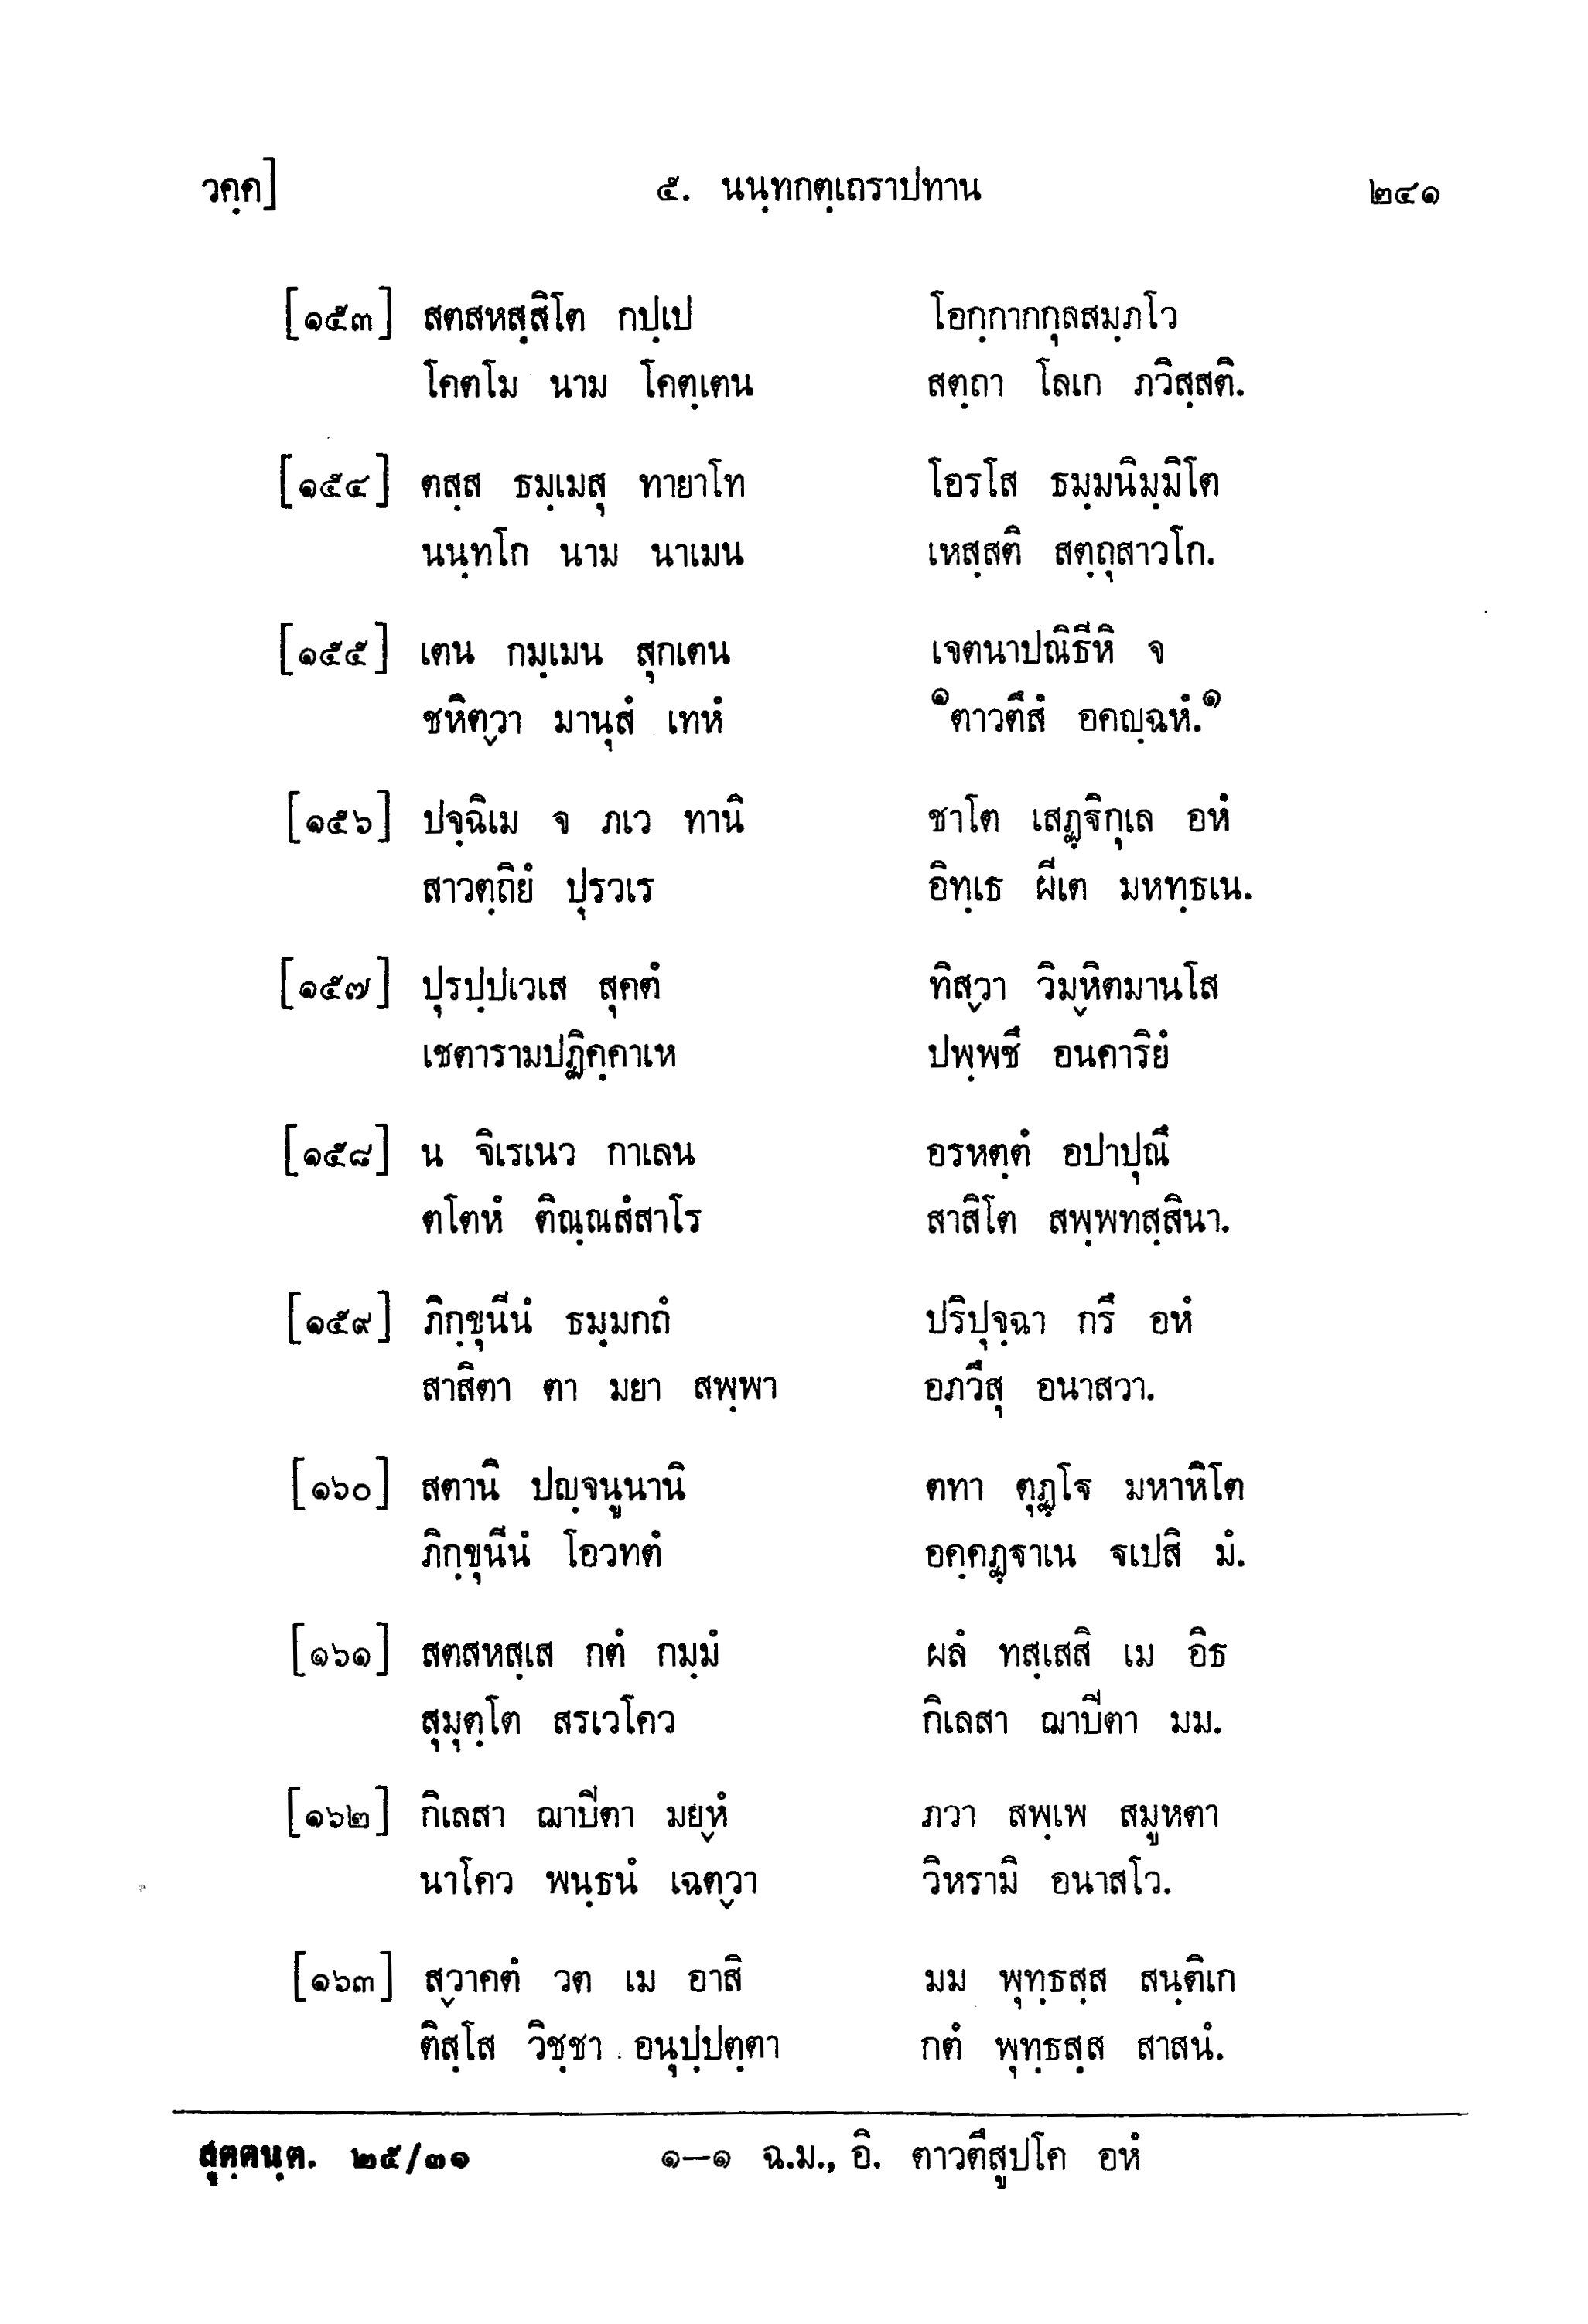 วคฺค]	๕. นนฺทกตฺเถราปทาน	๒๔๑
[๑๕๓] สตสหสฺสิโต กปฺเป	โอกฺกากกุลสมฺภโว
โคตโม นาม โคตฺเตน	สตฺถา โลเก ภวิสฺสติ.
[๑๕๔] ตสฺส ธมฺเมสุ ทายาโท	โอรโส ธมฺมนิมฺมิโต
นนฺทโก นาม นาเมน	เหสฺสติ สตฺถุสาวโก.
[๑๕๕] เตน กมฺเมน สุกเตน	เจตนาปณิธีหิ จ
ชหิตฺวา มานุสํ เทหํ	๑ตาวตึสํ อคญฺฉหํ.๑
[๑๕๖] ปจฺฉิเม จ ภเว ทานิ	ชาโต เสฏฺฐิกุเล อหํ
สาวตฺถิยํ ปุรวเร	อิทฺเธ ผีเต มหทฺธเน.
[๑๕๗] ปุรปฺปเวเส สุคตํ	ทิสฺวา วิมฺหิตมานโส
เชตารามปฏิคฺคาเห	ปพฺพชึ อนคาริยํ
[๑๕๘] น จิเรเนว กาเลน	อรหตฺตํ อปาปุณึ
ตโตหํ ติณฺณสํสาโร	สาสิโต สพฺพทสฺสินา.
[๑๕๙] ภิกฺขุนีนํ ธมฺมกถํ	ปริปุจฺฉา กรึ อหํ
สาสิตา ตา มยา สพฺพา	อภวึสุ อนาสวา.
[๑๖๐] สตานิ ปญฺจนูนานิ	ตทา ตุฏฺโฐ มหาหิโต
ภิกฺขุนีนํ โอวทตํ	อคฺคฏฺฐาเน ฐเปสิ มํ.
[๑๖๑] สตสหสฺเส กตํ กมฺมํ	ผลํ ทสฺเสสิ เม อิธ
สุมุตฺโต สรเวโคว	กิเลสา ฌาปีตา มม.
[๑๖๒] กิเลสา ฌาปีตา มยฺหํ	ภวา สพฺเพ สมูหตา
นาโคว พนฺธนํ เฉตฺวา	วิหรามิ อนาสโว.
[๑๖๓] สฺวาคตํ วต เม อาสิ	มม พุทฺธสฺส สนฺติเก
ติสฺโส วิชฺชา อนุปฺปตฺตา	กตํ พุทฺธสฺส สาสนํ.
สุตฺตนฺต. ๒๕/๓๑	๑–๑ ฉ.ม., อิ. ตาวตึสูปโค อหํ